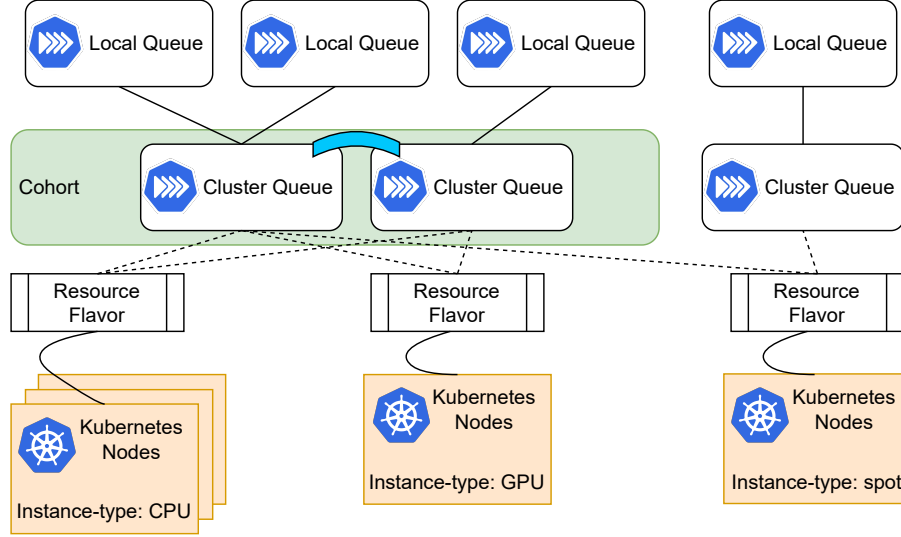 Local Queue
Local Queue
Local Queue
Local Queue
Cohort
Cluster Queue
Cluster Queue
Cluster Queue
Resource
Flavor
Resource
Flavor
Resource
Flavor
Kubernetes
Nodes
Instance-type: CPU
Kubernetes
Nodes
Instance-type: GPU
Kubernetes
Nodes
Instance-type: spot